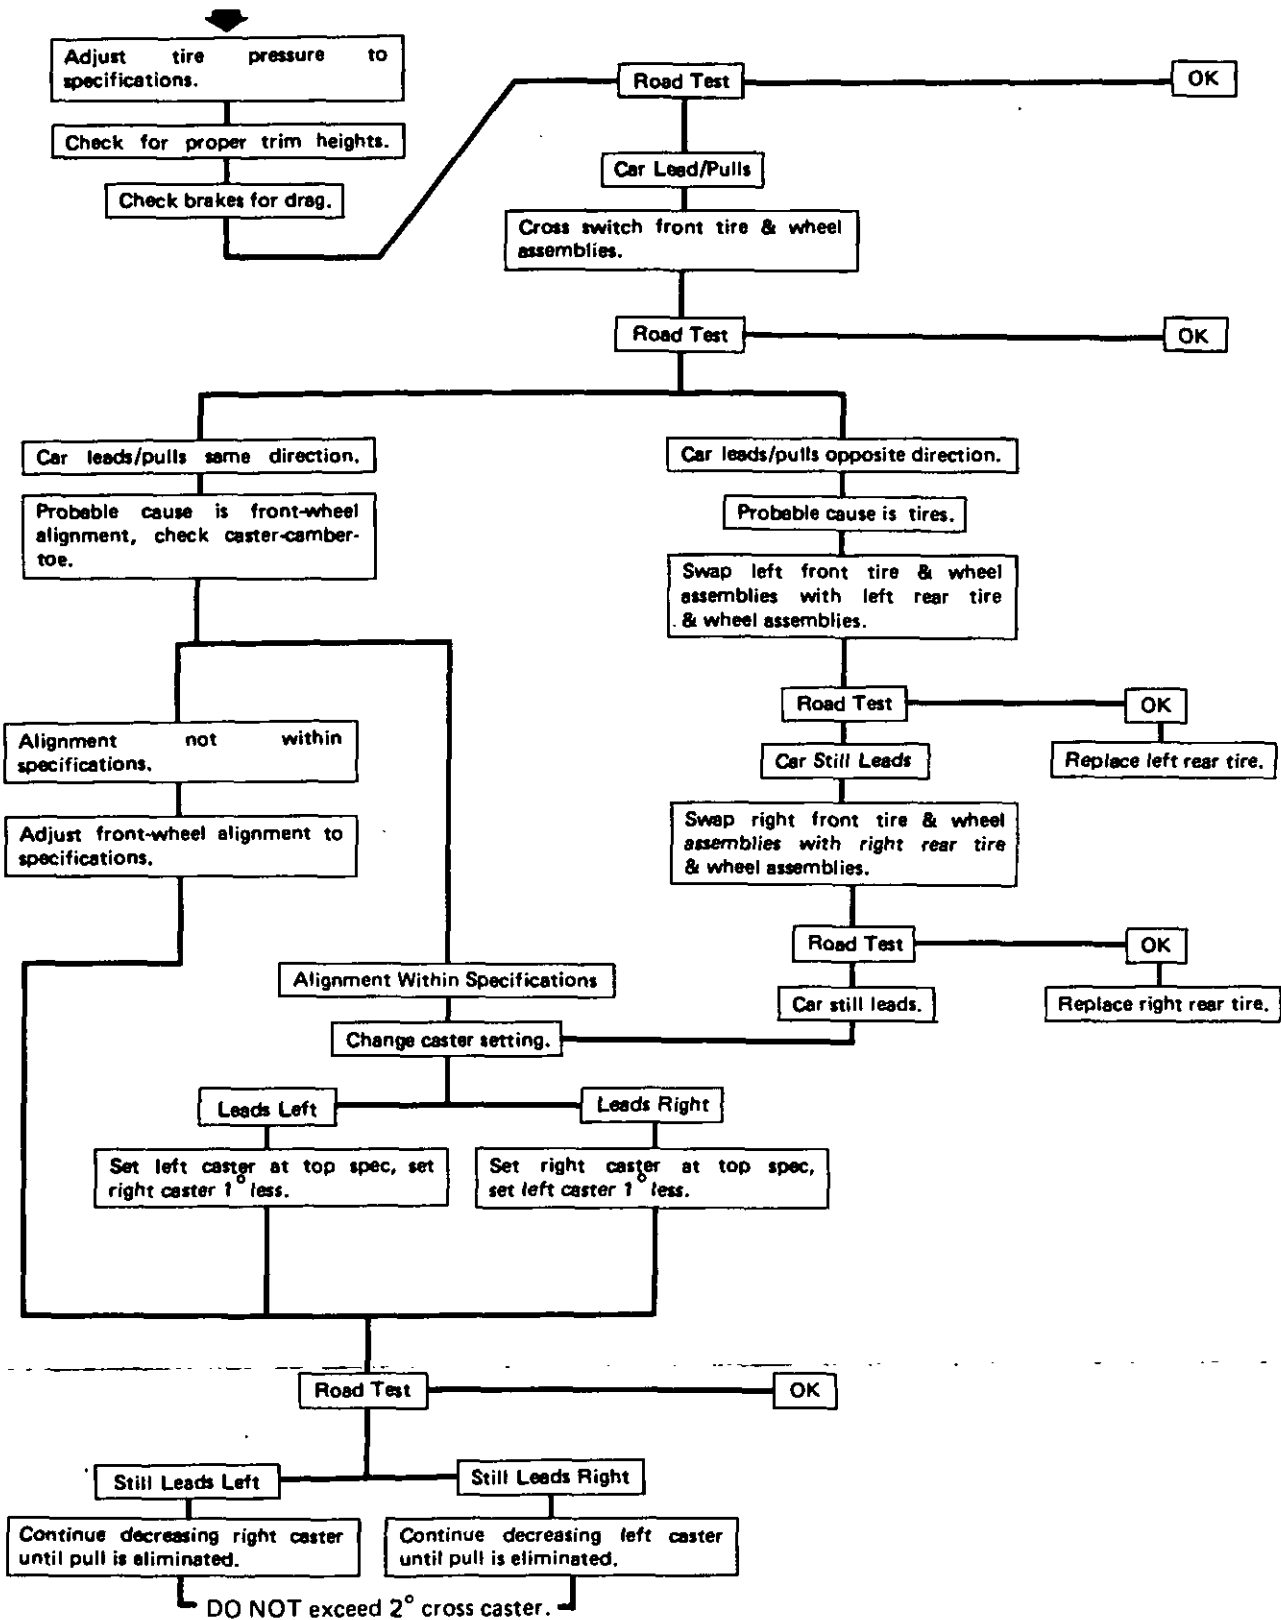 Adjust tire pressure to
specifications.
Check for proper trim heights.
Check brakes for drag.
Road Test
OK
Car Lead/Pulls
Cross switch front tire & wheel
assemblies.
Road Test
OK
Car leads/pulls same direction.
Probable cause is front-wheel
alignment, check caster-camber-
toe.
Car leads/pulls opposite direction.
Probable cause is tires.
Swap left front tire & wheel
assemblies with left rear tire
& wheel assemblies.
Road Test
OK
Car Still Leads
Replace left rear tire.
Swap right front tire & wheel
assemblies with right rear tire
& wheel assemblies.
Road Test
OK
Car still leads.
Replace right rear tire.
Alignment not within
specifications.
Adjust front-wheel alignment to
specifications.
Alignment Within Specifications
Change caster setting.
Leads Left
Leads Right
Set left caster at top spec, set
right caster 1° less.
Set right caster at top spec,
set left caster 1° less.
Road Test
OK
Still Leads Left
Still Leads Right
Continue decreasing right caster
until pull is eliminated.
Continue decreasing left caster
until pull is eliminated.
DO NOT exceed 2° cross caster.